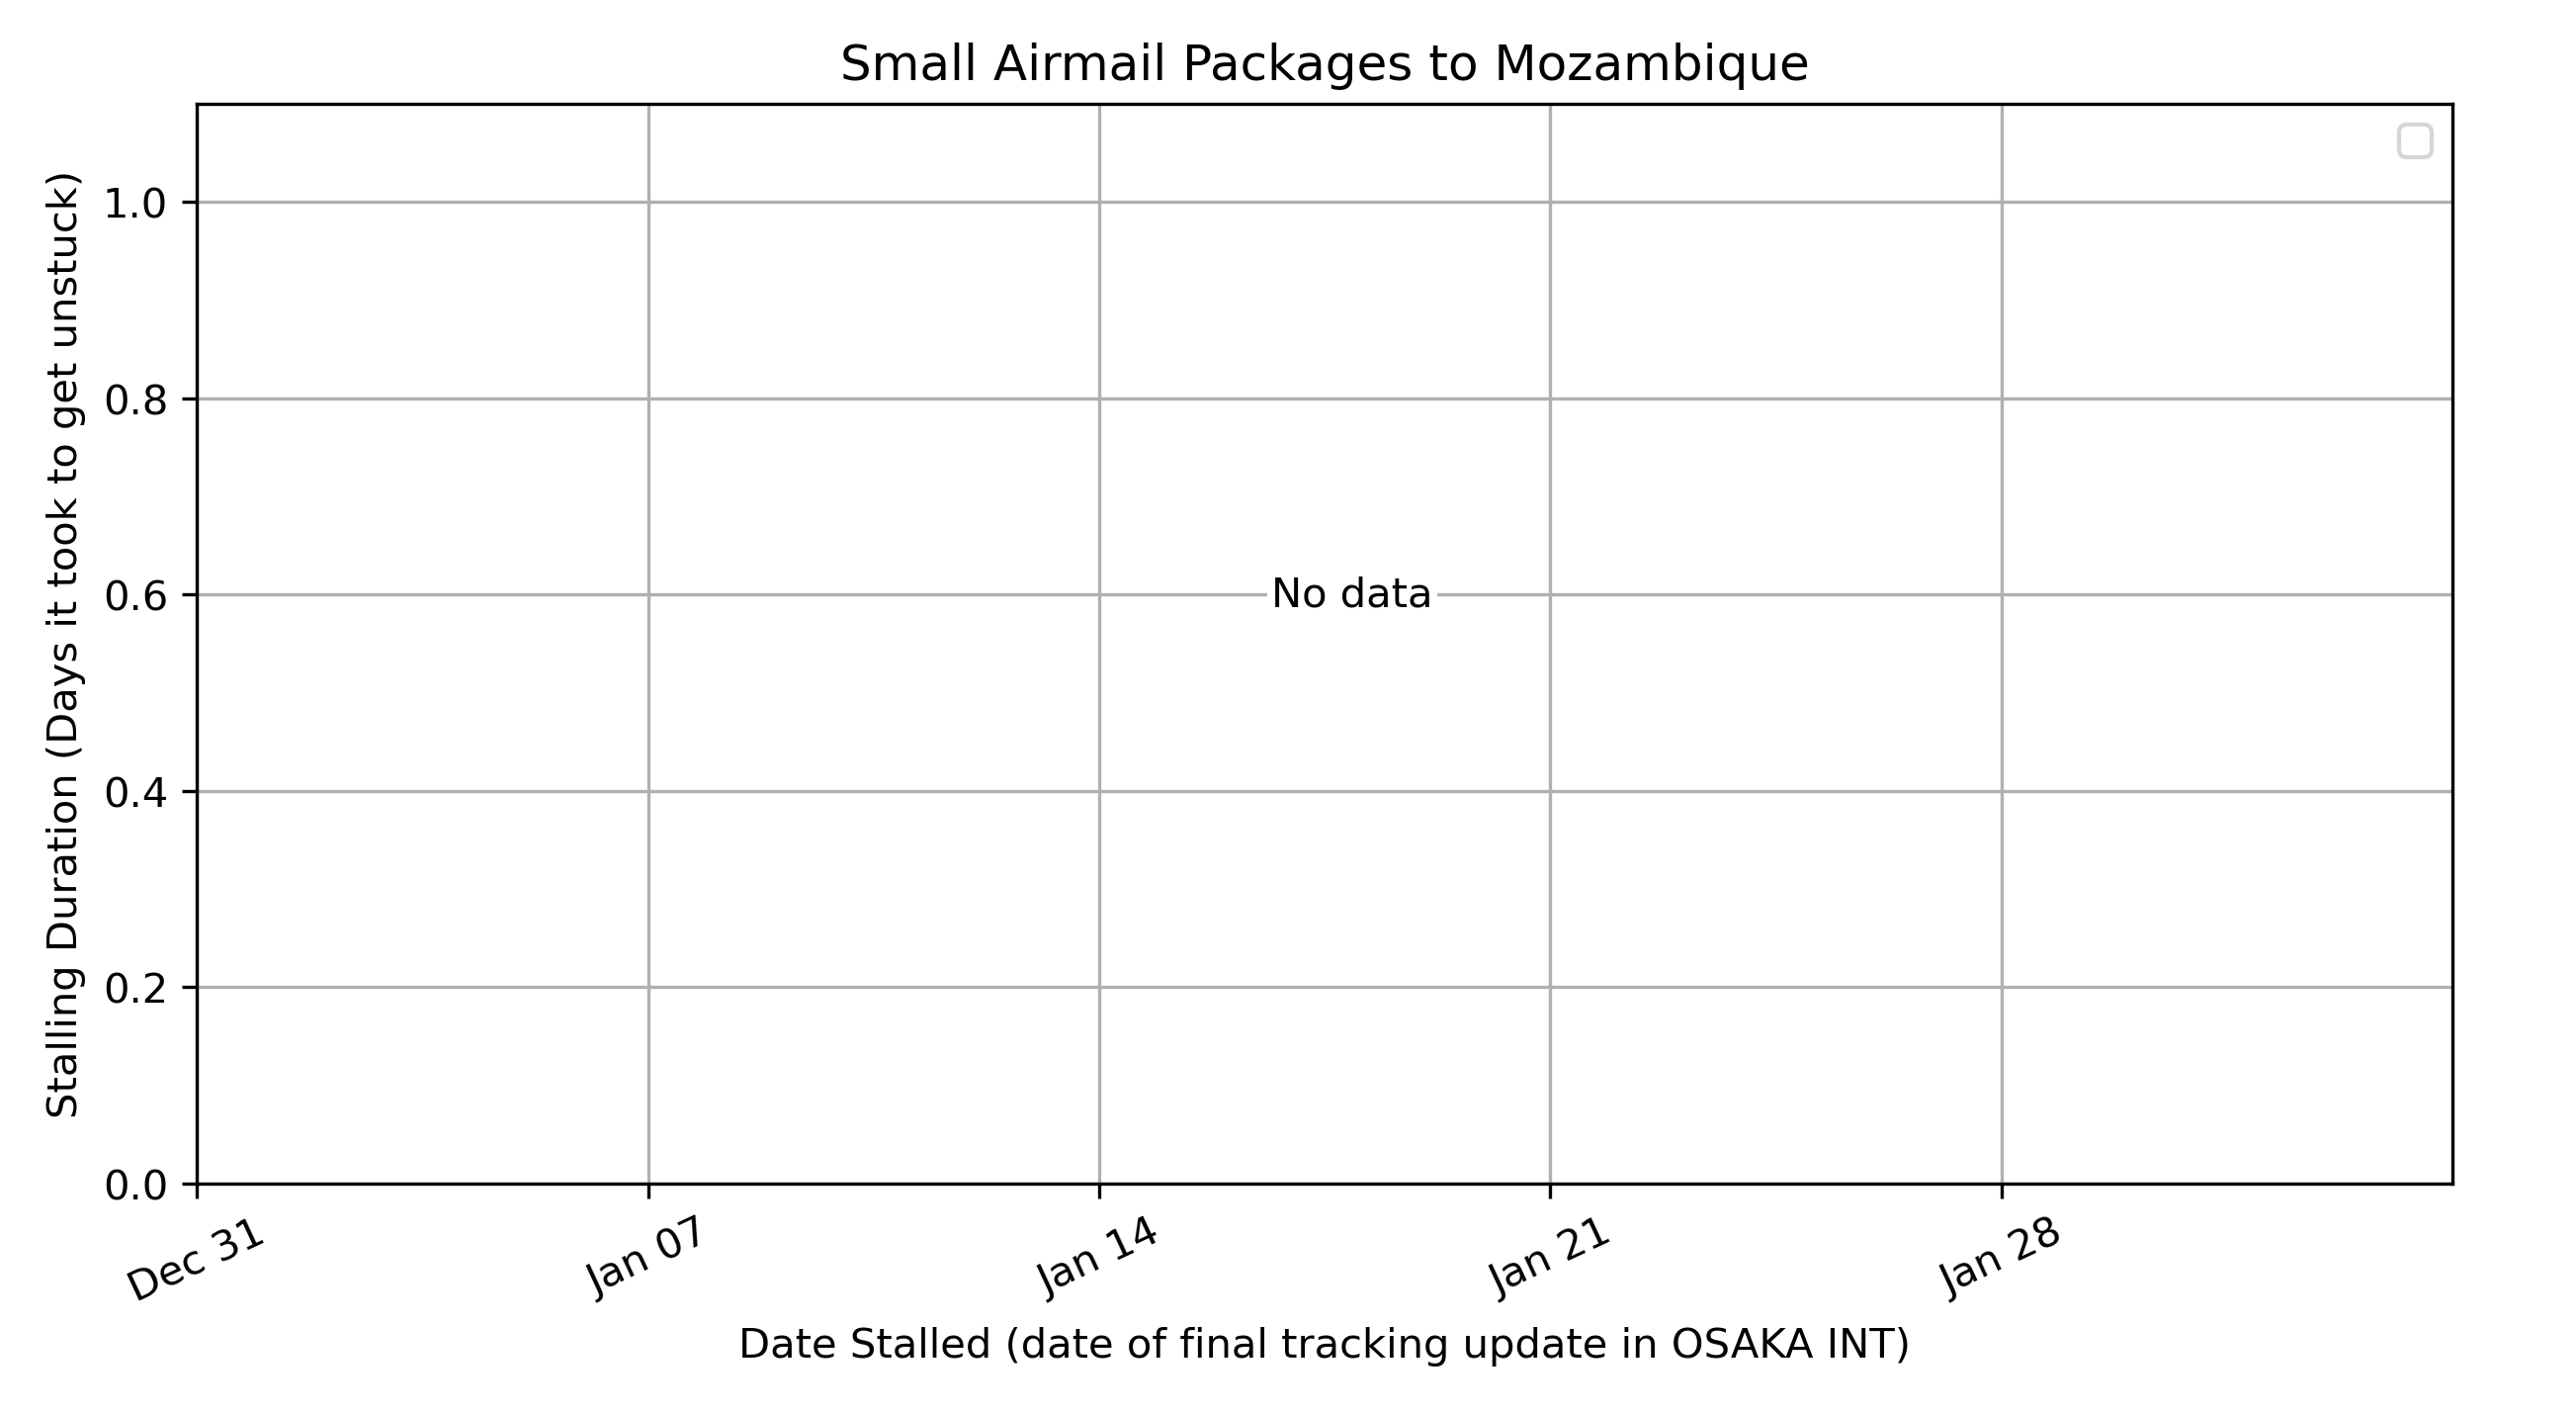 Small Airmail Packages to Mozambique
Stalling Duration (Days it took to get unstuck)
1.0
0.8
0.6
0.4
0.2
0.0
No data
Dec 31
Jan 07
Jan 14
Jan 21
Jan 28
Date Stalled (date of final tracking update in OSAKA INT)